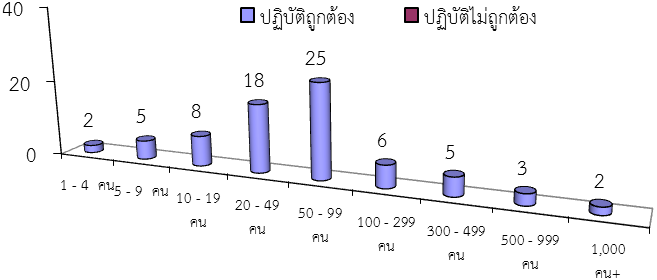 40
ปฏิบัติถูกต้อง ปฏิบัติไม่ถูกต้อง
25
20
18
8
5
2
6
5
3
2
0
1 - 4 คน
5 - 9 คน
10 - 19
คน
20 - 49
คน
50 - 99
คน
100 - 299
คน
300 - 499
คน
500 - 999
คน
1,000
คน+